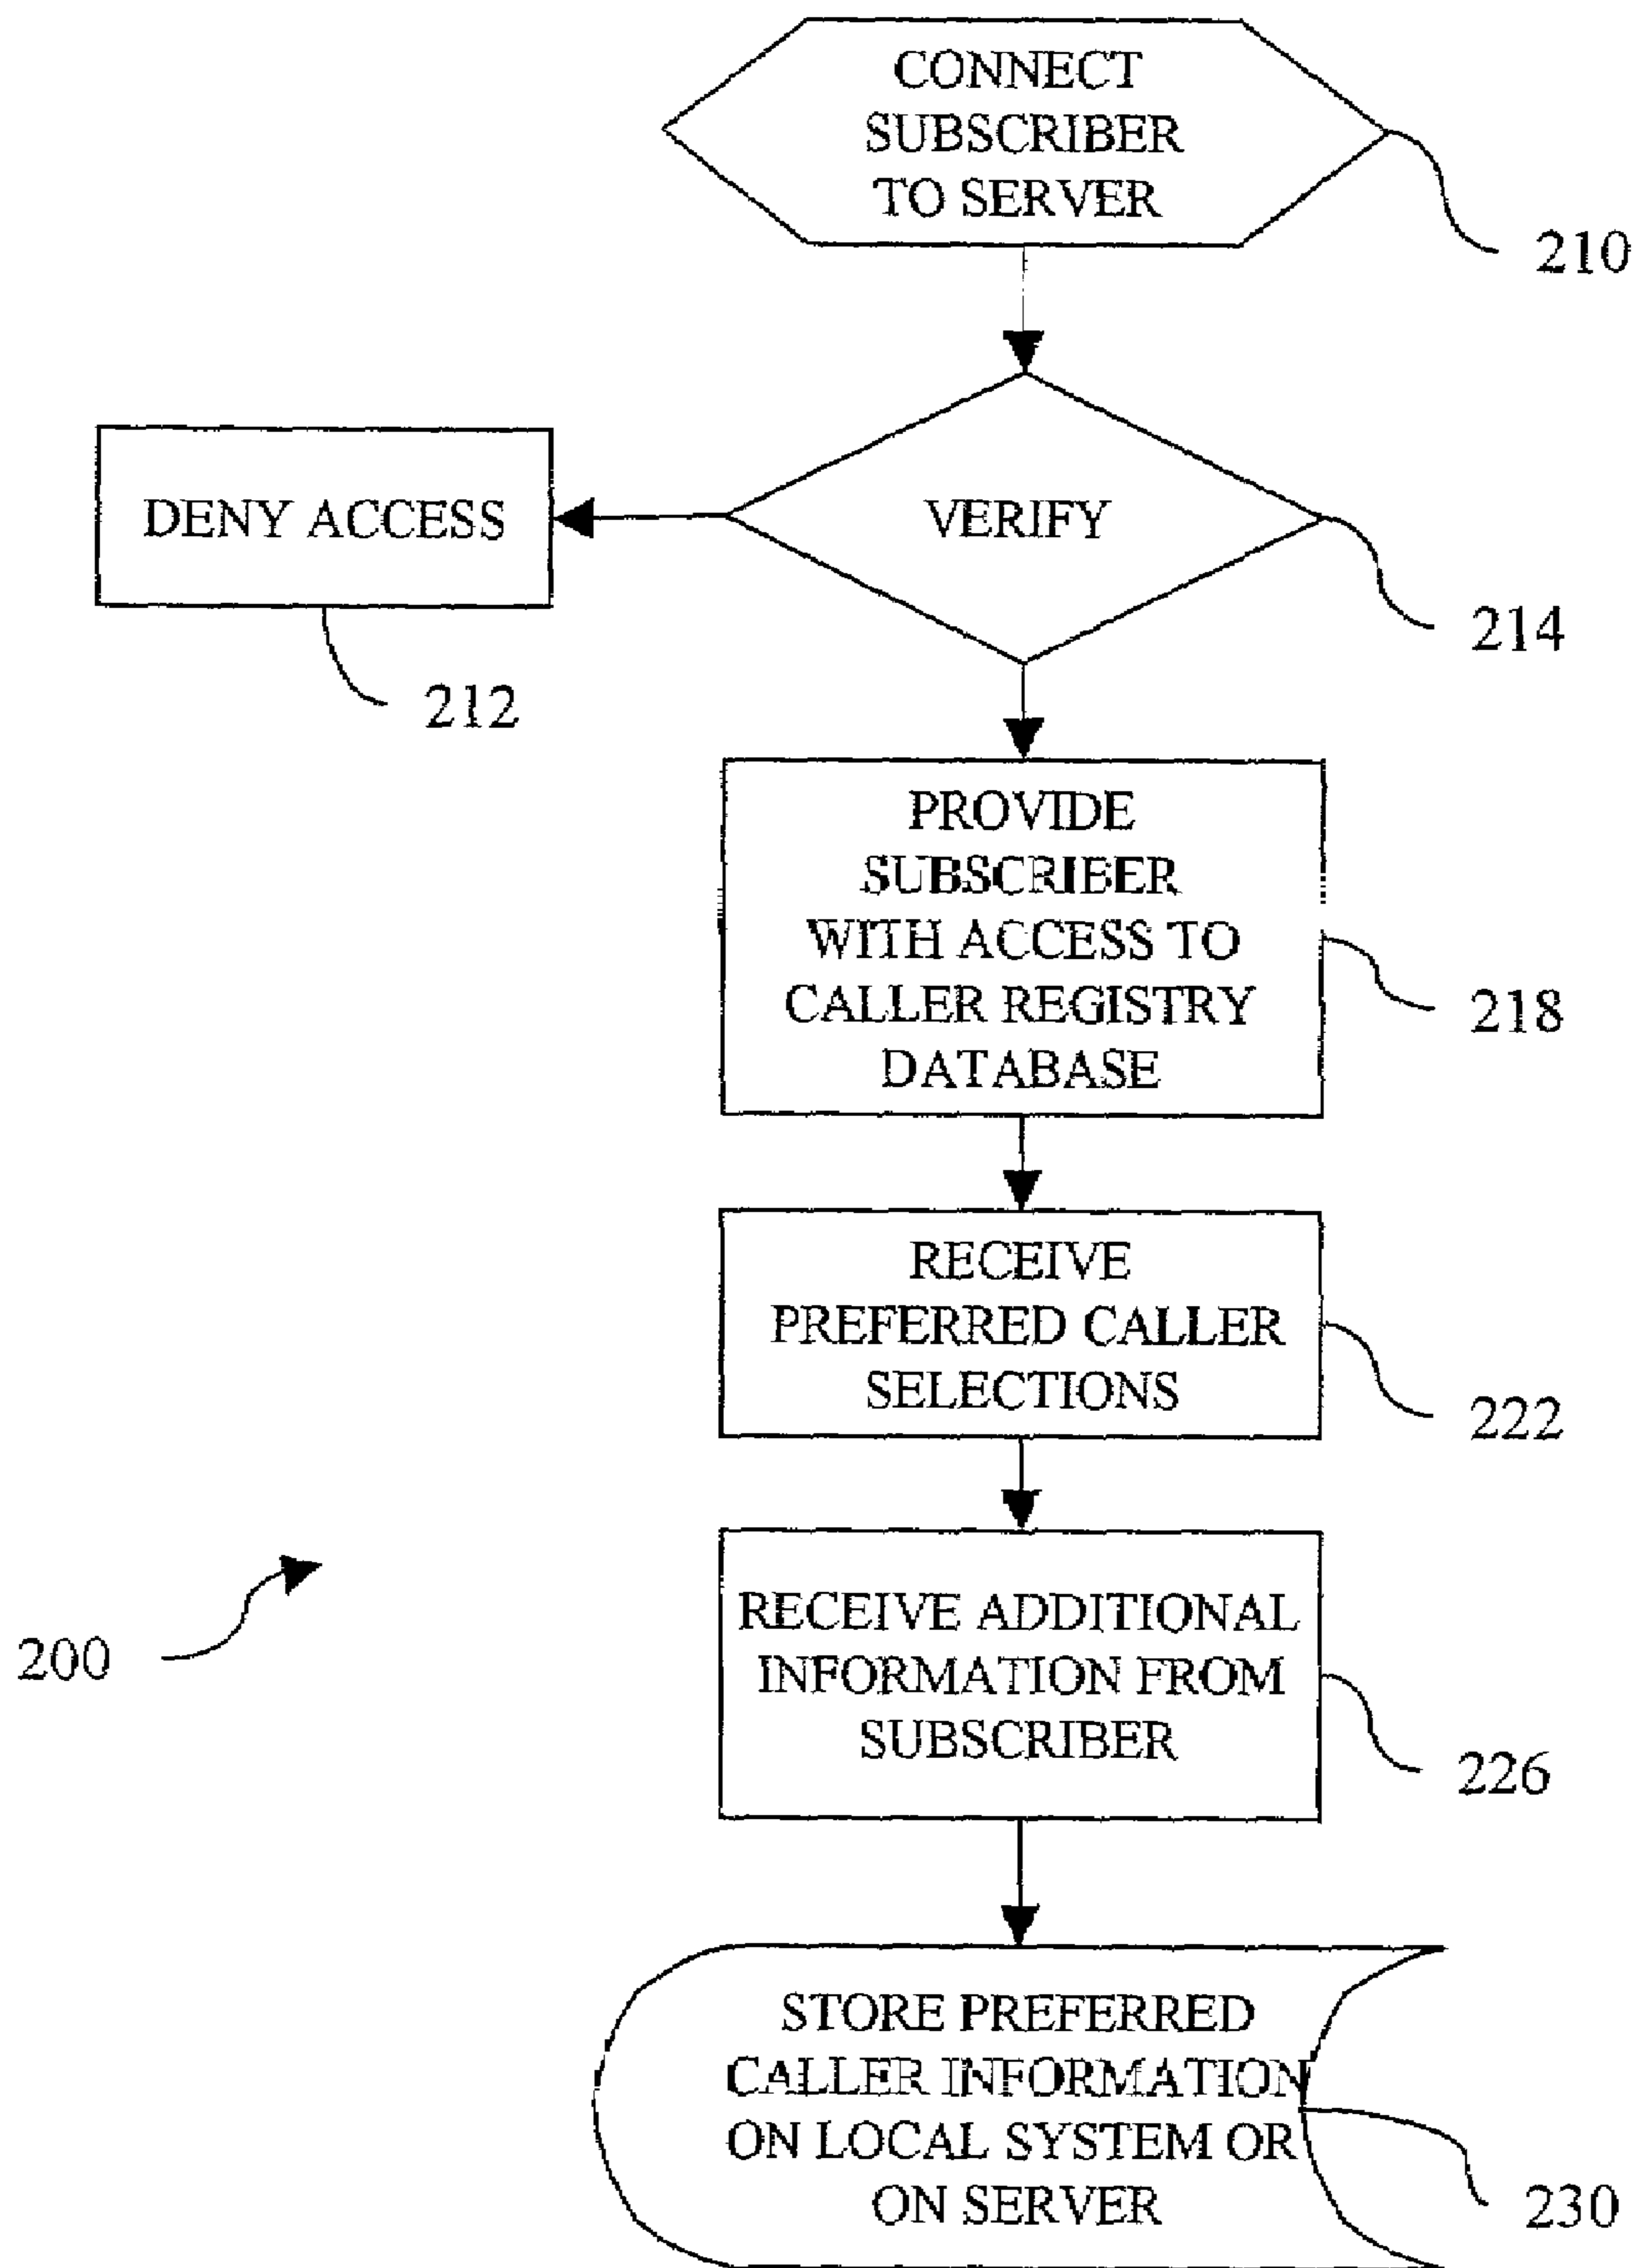 CONNECT
SUBSCRIBER
TO SERVER
210
VERIFY
214
DENY ACCESS
212
PROVIDE
SUBSCRIBER
WITH ACCESS TO
CALLER REGISTRY
DATABASE
218
RECEIVE
PREFERRED CALLER
SELECTIONS
222
RECEIVE ADDITIONAL
INFORMATION FROM
SUBSCRIBER
226
200
STORE PREFERRED
CALLER INFORMATION
ON LOCAL SYSTEM OR
ON SERVER
230